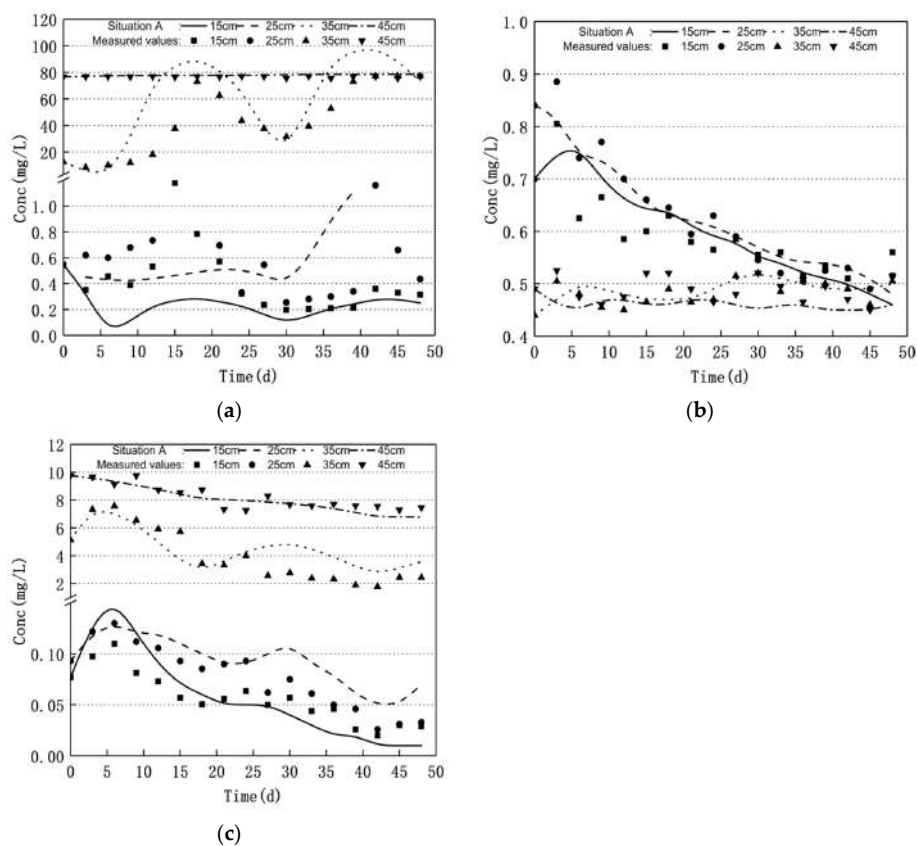 Situation A 15cm 25cm 35cm 45cm
Measured values: 15cm 25cm 35cm 45cm
120
100
80
60
40
20
1.0
0.8
0.6
0.4
0.2
0.0
Conc(mg/L)
0 5 10 15 20 25 30 35 40 45 50
Time(d)
(a)
Situation A 15cm 25cm 35cm 45cm
Measured values: 15cm 25cm 35cm 45cm
1.0
0.9
0.8
0.7
0.6
0.5
0.4
Conc(mg/L)
0 5 10 15 20 25 30 35 40 45 50
Time(d)
(b)
Situation A 15cm 25cm 35cm 45cm
Measured values: 15cm 25cm 35cm 45cm
12
10
8
6
4
2
0.10
0.05
0.00
Conc(mg/L)
0 5 10 15 20 25 30 35 40 45 50
Time(d)
(c)